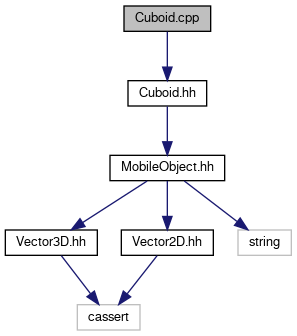 Cuboid.cpp
Cuboid.hh
MobileObject.hh
Vector3D.hh
Vector2D.hh
string
cassert